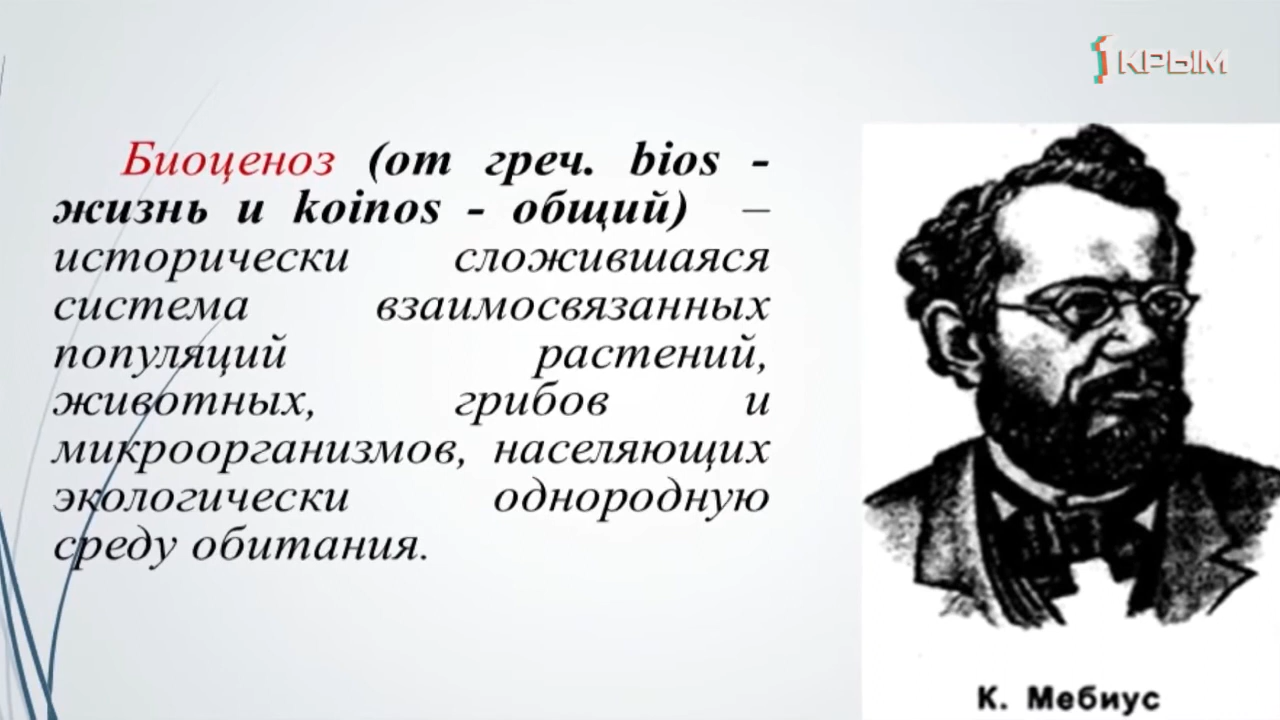 КРЫМ
Биоценоз (от греч. bios -
жизнь и koinos - общий) –
исторически сложившаяся
система взаимосвязанных
популяций растений,
животных, грибов и
микроорганизмов, населяющих
экологически однородную
среду обитания.
К. Мебиус